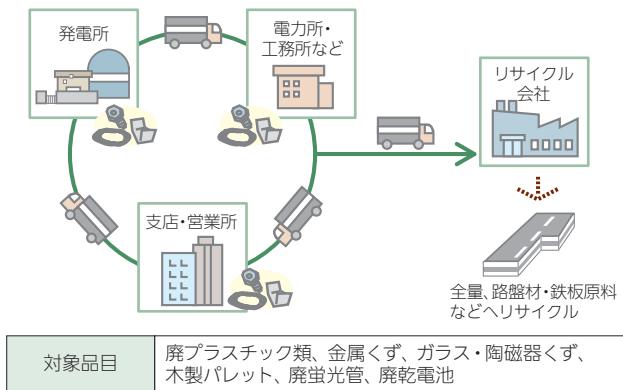 発電所
電力所・
工務所など
リサイクル
会社
支店・営業所
全量、路盤材・鉄板原料
などへリサイクル
対象品目
廃プラスチック類、金属くず、ガラス・陶磁器くず、
木製パレット、廃蛍光管、廃乾電池